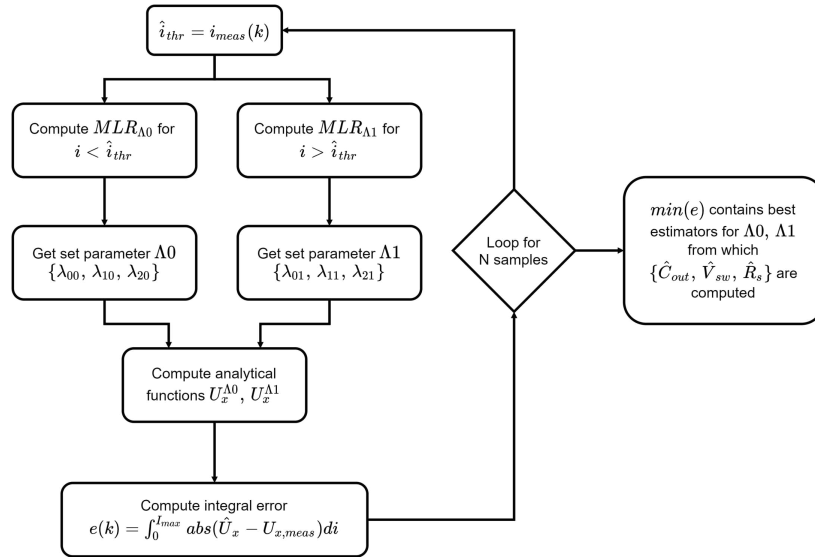 $\hat{i}_{thr} = i_{meas}(k)$
Compute $MLR_{\Lambda 0}$ for
$i < \hat{i}_{thr}$
Compute $MLR_{\Lambda 1}$ for
$i > \hat{i}_{thr}$
Get set parameter $\Lambda 0$
$\{\lambda_{00}, \lambda_{10}, \lambda_{20}\}$
Get set parameter $\Lambda 1$
$\{\lambda_{01}, \lambda_{11}, \lambda_{21}\}$
Compute analytical
functions $U_x^{\Lambda 0}, U_x^{\Lambda 1}$
Compute integral error
$e(k) = \int_0^{I_{max}} abs(\hat{U}_x - U_{x,meas})di$
Loop for
N samples
$min(e)$ contains best
estimators for $\Lambda 0, \Lambda 1$
from which
$\{\hat{C}_{out}, \hat{V}_{sw}, \hat{R}_s\}$ are
computed